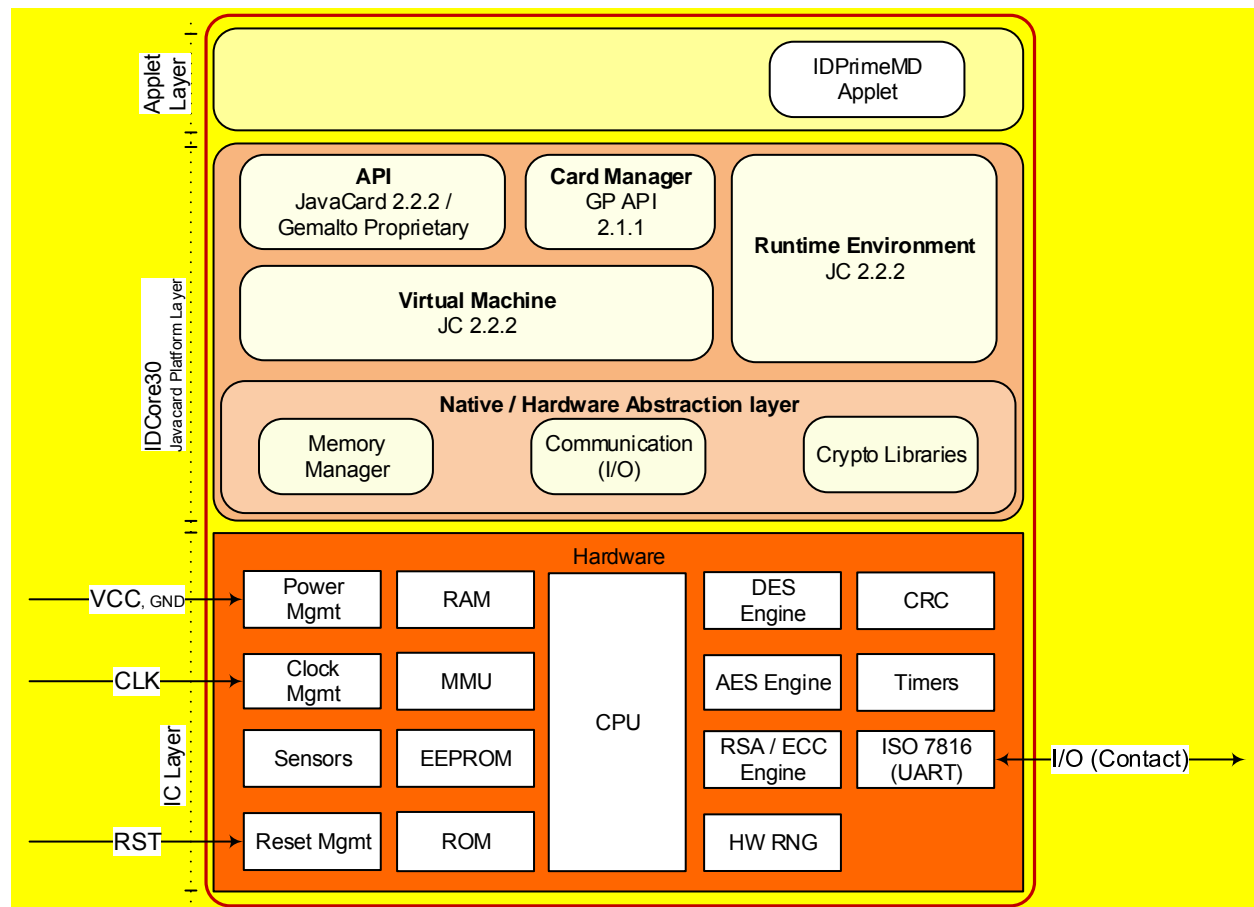 Applet
Layer
IDPrimeMD
Applet
IDCore30
Javacard Platform Layer
API
JavaCard 2.2.2 /
Gemalto Proprietary
Card Manager
GP API
2.1.1
Runtime Environment
JC 2.2.2
Virtual Machine
JC 2.2.2
Native / Hardware Abstraction layer
Memory
Manager
Communication
(I/O)
Crypto Libraries
IC Layer
Hardware
VCC, GND
Power
Mgmt
RAM
CPU
DES
Engine
CRC
CLK
Clock
Mgmt
MMU
AES Engine
Timers
Sensors
EEPROM
RSA / ECC
Engine
ISO 7816
(UART)
I/O (Contact)
RST
Reset Mgmt
ROM
HW RNG